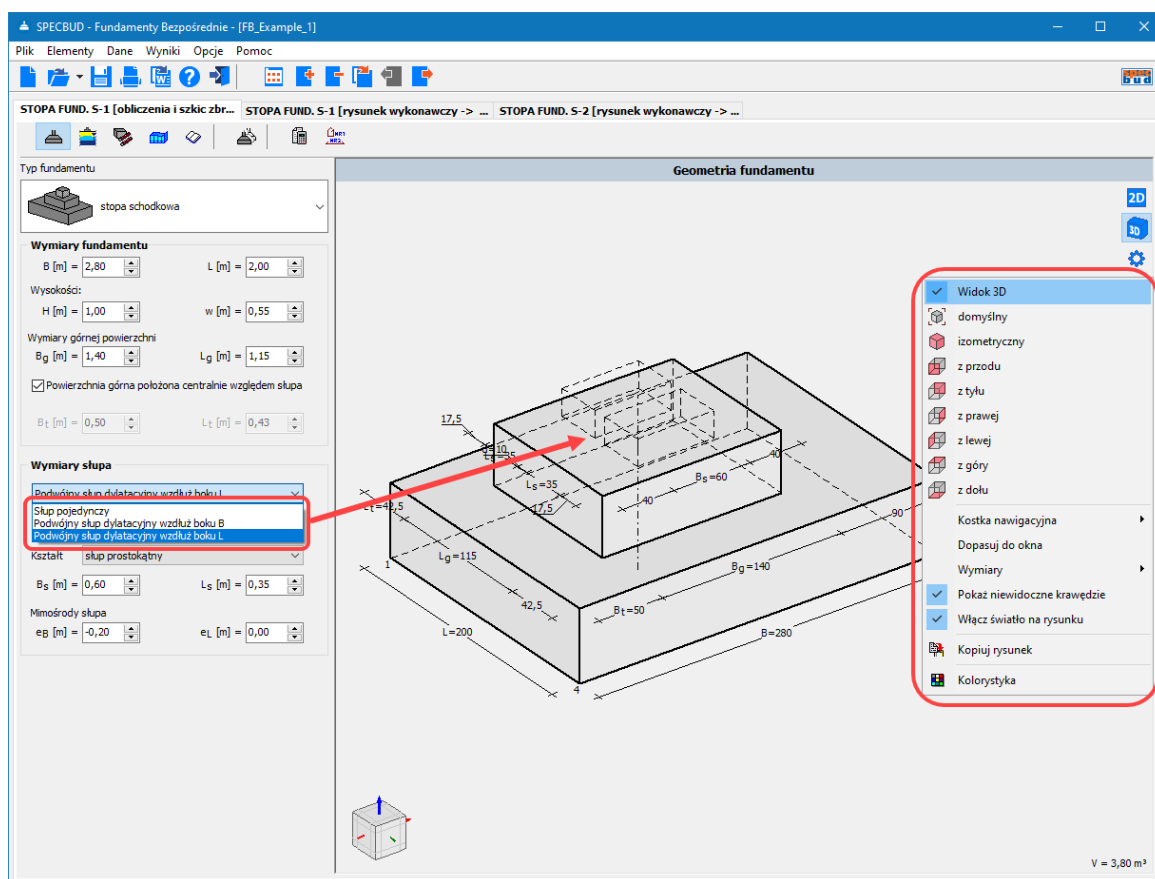 SPECBUD - Fundamenty Bezpośrednie - [FB_Example_1]
Plik Elementy Dane Wyniki Opcje Pomoc
spec bud
STOPA FUND. S-1 [obliczenia i szkic zbr... STOPA FUND. S-1 [rysunek wykonawczy -> ... STOPA FUND. S-2 [rysunek wykonawczy -> ...
Typ fundamentu
stopa schodkowa
Wymiary fundamentu
B [m] = 2,80 L [m] = 2,00
Wysokości:
H [m] = 1,00 w [m] = 0,55
Wymiary górnej powierzchni
Bg [m] = 1,40 Lg [m] = 1,15
Powierzchnia górna położona centralnie względem słupa
Bt [m] = 0,50 Lt [m] = 0,43
Wymiary słupa
Podwójny słup dylatacyjny wzdłuż boku L
Słup pojedynczy
Podwójny słup dylatacyjny wzdłuż boku B
Podwójny słup dylatacyjny wzdłuż boku L
Kształt słup prostokątny
Bs [m] = 0,60 Ls [m] = 0,35
Mimośrody słupa
eB [m] = -0,20 eL [m] = 0,00
Geometria fundamentu
2D
3D
17,5
Ls=35
Ls=35
17,5
40
Bs=60
40
Lt=42,5
Lg=115
42,5
1
Bt=50
Bg=140
90
L=200
B=280
4
Widok 3D
domyślny
izometryczny
z przodu
z tyłu
z prawej
z lewej
z góry
z dołu
Kostka nawigacyjna
Dopasuj do okna
Wymiary
Pokaż niewidoczne krawędzie
Włącz światło na rysunku
Kopiuj rysunek
Kolorystyka
V = 3,80 m³